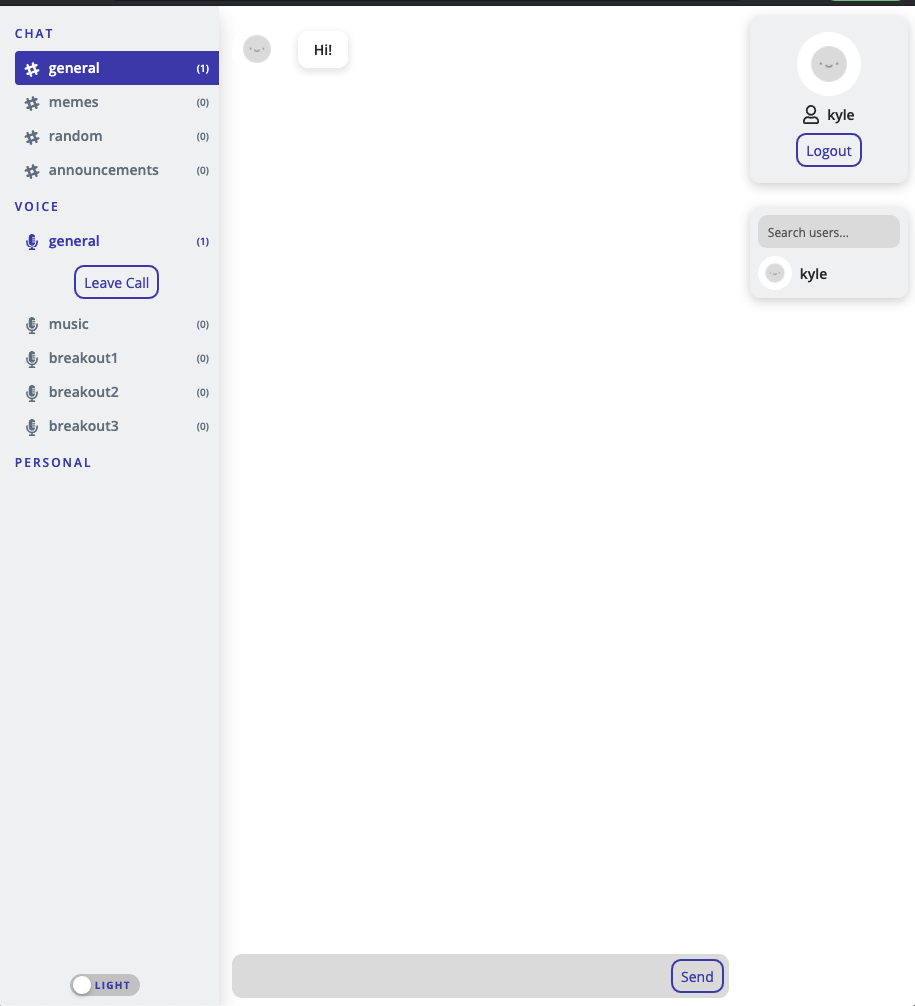 CHAT
general (1)
memes (0)
random (0)
announcements (0)
VOICE
general (1)
Leave Call
music (0)
breakout1 (0)
breakout2 (0)
breakout3 (0)
PERSONAL
LIGHT
Hi!
Send
kyle
Logout
Search users...
kyle